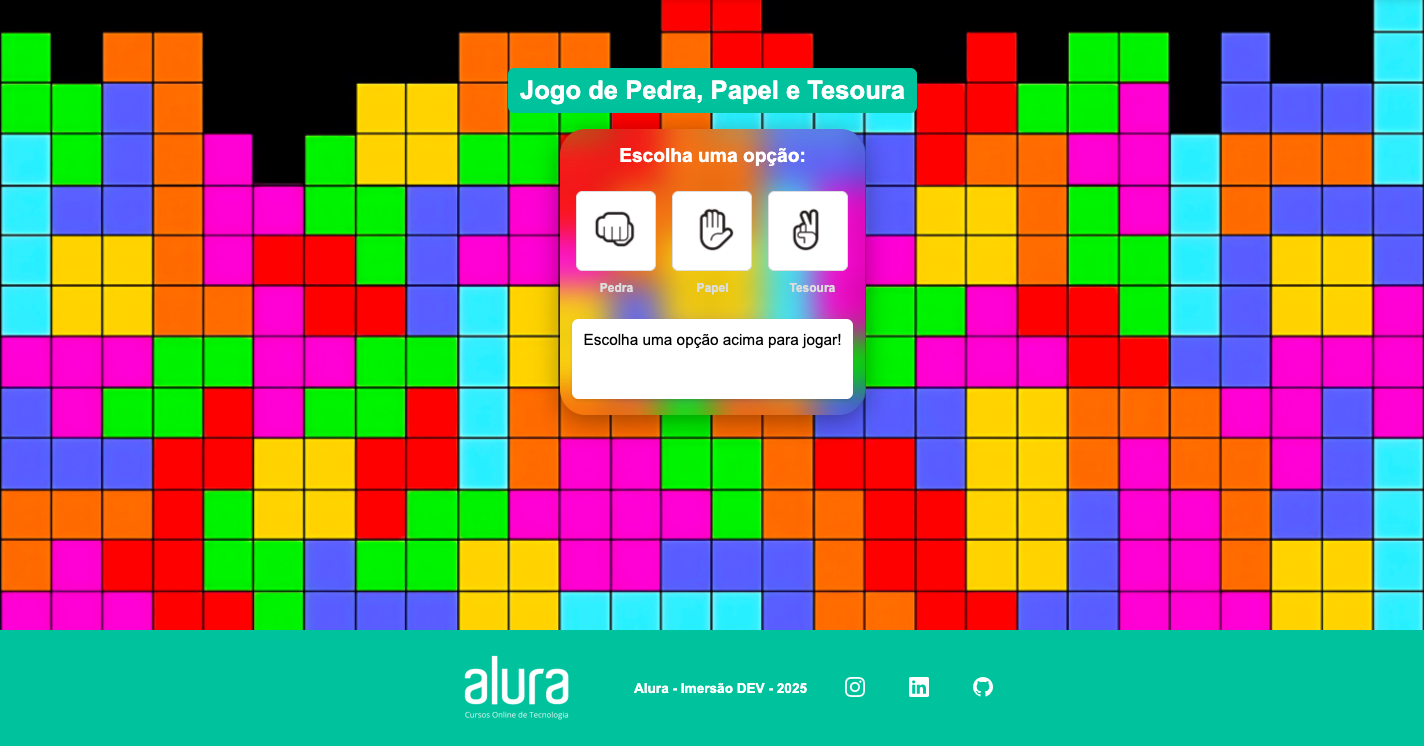 Jogo de Pedra, Papel e Tesoura
Escolha uma opção:
Pedra Papel Tesoura
Escolha uma opção acima para jogar!
alura
Cursos Online de Tecnologia
Alura - Imersão DEV - 2025